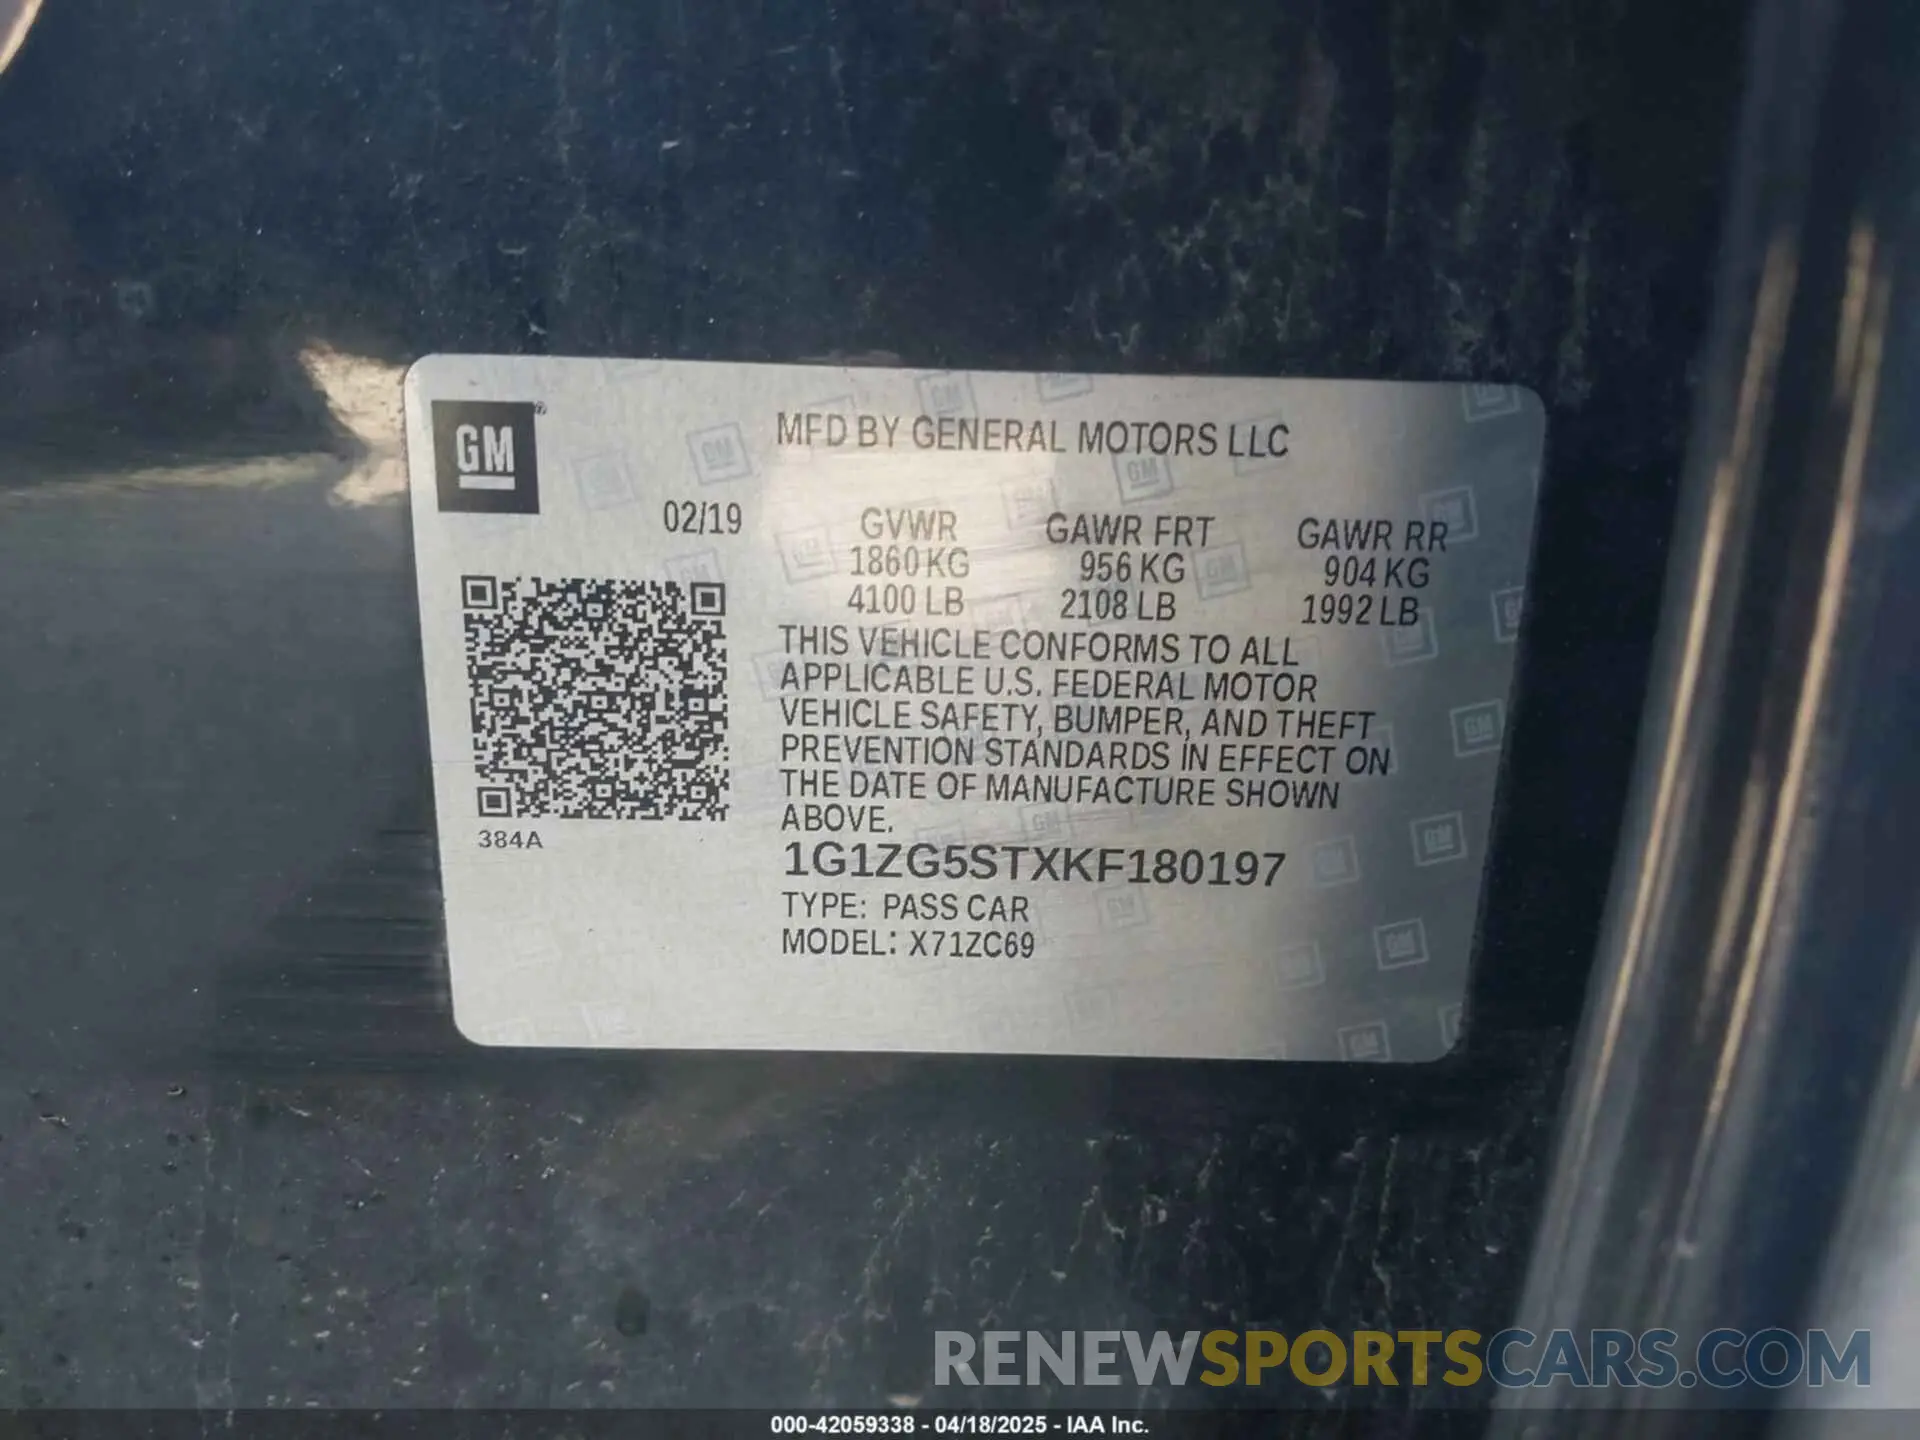 GM®
MFD BY GENERAL MOTORS LLC
02/19
GVWR GAWR FRT GAWR RR
1860 KG 956 KG 904 KG
4100 LB 2108 LB 1992 LB
THIS VEHICLE CONFORMS TO ALL
APPLICABLE U.S. FEDERAL MOTOR
VEHICLE SAFETY, BUMPER, AND THEFT
PREVENTION STANDARDS IN EFFECT ON
THE DATE OF MANUFACTURE SHOWN
ABOVE.
384A
1G1ZG5STXKF180197
TYPE: PASS CAR
MODEL: X71ZC69
RENEWSPORTSCARS.COM
000-42059338 - 04/18/2025 - IAA Inc.